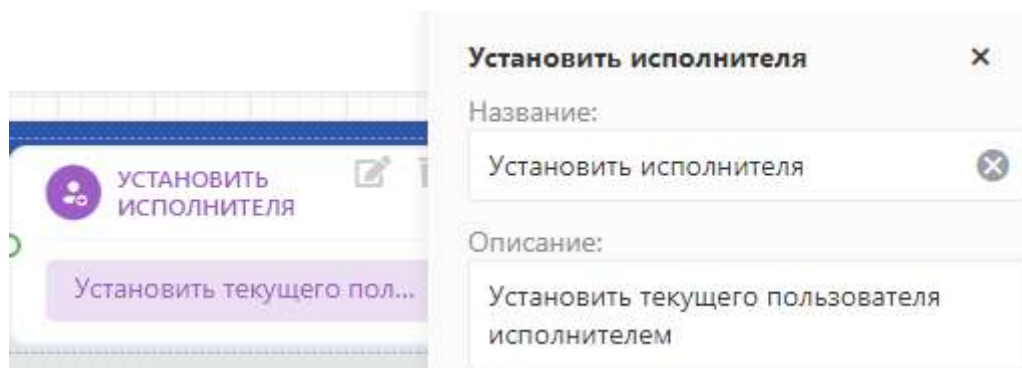 УСТАНОВИТЬ
ИСПОЛНИТЕЛЯ
Установить текущего пол...
Установить исполнителя
Название:
Установить исполнителя
Описание:
Установить текущего пользователя
исполнителем